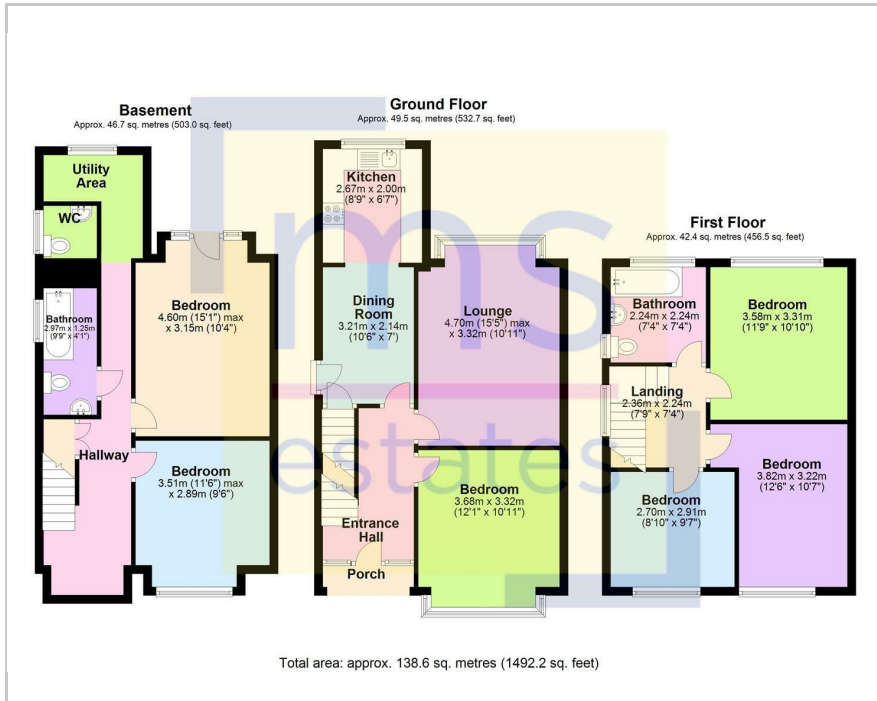 Basement
Approx. 46.7 sq. metres (503.0 sq. feet)
Utility
Area
WC
Bathroom
2.97m x 1.25m
(9'9" x 4'1")
Bedroom
4.60m (15'1") max
x 3.15m (10'4")
Hallway
Bedroom
3.51m (11'6") max
x 2.89m (9'6")
Ground Floor
Approx. 49.5 sq. metres (532.7 sq. feet)
Kitchen
2.67m x 2.00m
(8'9" x 6'7")
Dining
Room
3.21m x 2.14m
(10'6" x 7')
Lounge
4.70m (15'5") max
x 3.32m (10'11")
Bedroom
3.68m x 3.32m
(12'1" x 10'11")
Entrance
Hall
Porch
First Floor
Approx. 42.4 sq. metres (456.5 sq. feet)
Bathroom
2.24m x 2.24m
(7'4" x 7'4")
Bedroom
3.58m x 3.31m
(11'9" x 10'10")
Landing
2.36m x 2.24m
(7'9" x 7'4")
Bedroom
3.82m x 3.22m
(12'6" x 10'7")
Bedroom
2.70m x 2.91m
(8'10" x 9'7")
ms
estates
Total area: approx. 138.6 sq. metres (1492.2 sq. feet)